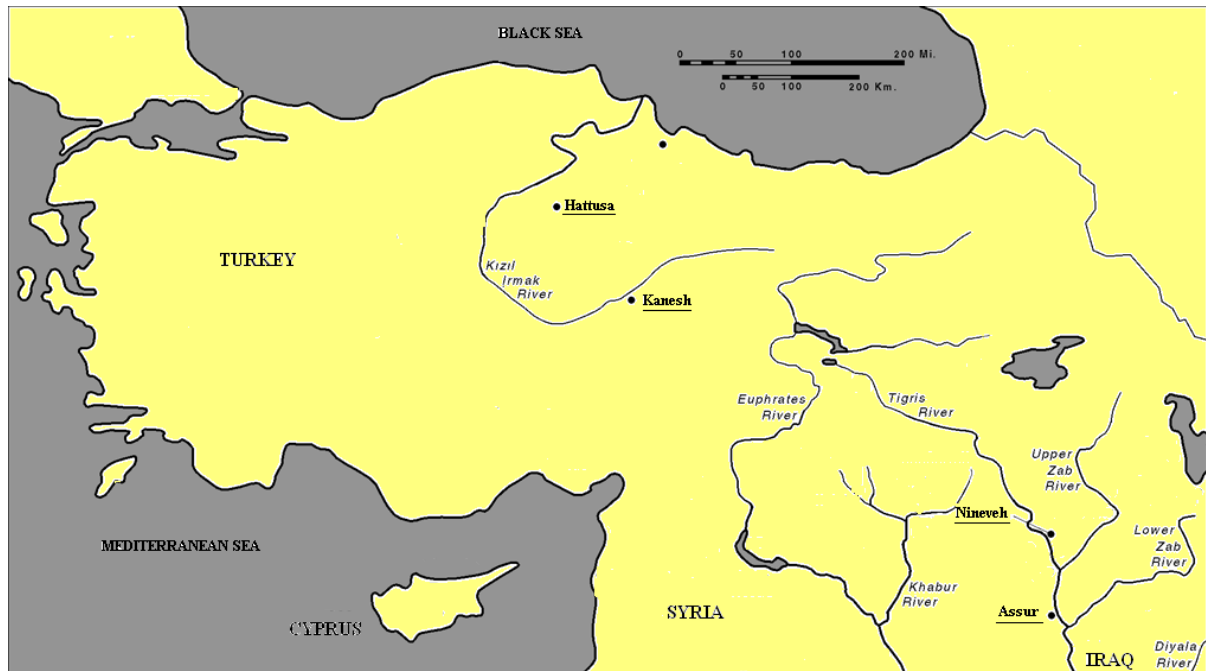 BLACK SEA
0 50 100 200 Mi.
0 50 100 200 Km.
Hattusa
TURKEY
Kızıl
Irmak
River
Kanesh
Euphrates
River
Tigris
River
Upper
Zab
River
Nineveh
Lower
Zab
River
MEDITERRANEAN SEA
Khabur
River
SYRIA
Assur
CYPRUS
IRAQ
Diyala
River